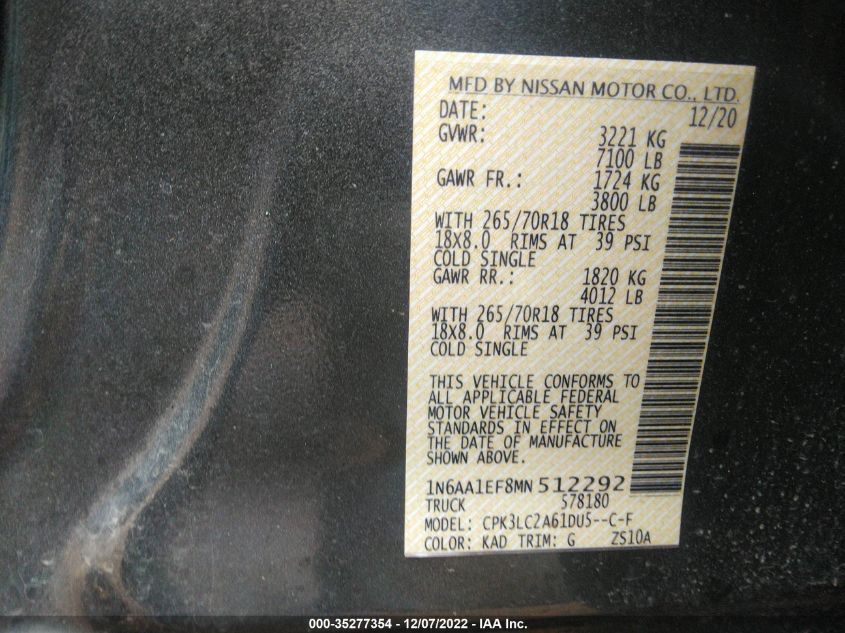 MFD BY NISSAN MOTOR CO., LTD.
DATE: 12/20
GVWR: 3221 KG
7100 LB
GAWR FR.: 1724 KG
3800 LB
WITH 265/70R18 TIRES
18X8.0 RIMS AT 39 PSI
COLD SINGLE
GAWR RR.: 1820 KG
4012 LB
WITH 265/70R18 TIRES
18X8.0 RIMS AT 39 PSI
COLD SINGLE
THIS VEHICLE CONFORMS TO
ALL APPLICABLE FEDERAL
MOTOR VEHICLE SAFETY
STANDARDS IN EFFECT ON
THE DATE OF MANUFACTURE
SHOWN ABOVE.
1N6AA1EF8MN 512292
TRUCK 578180
MODEL: CPK3LC2A61DU5--C-F
COLOR: KAD TRIM: G ZS10A
000-35277354 - 12/07/2022 - IAA Inc.